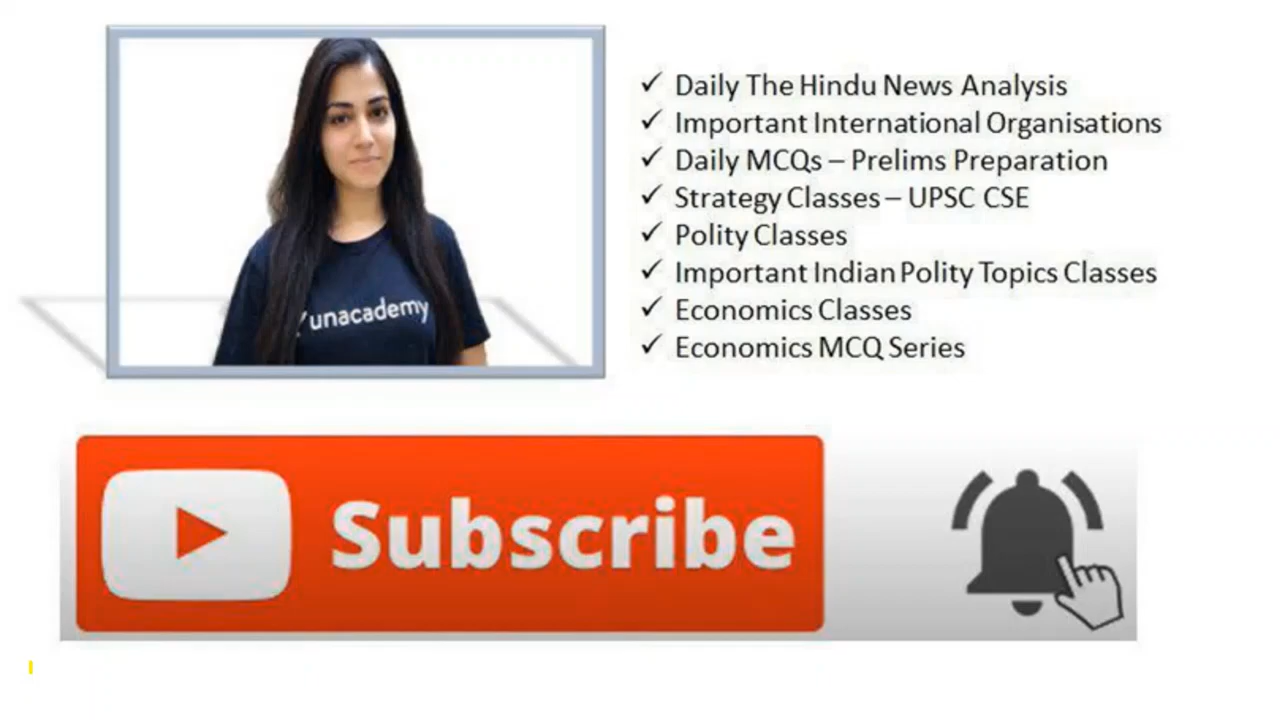 unacademy
Daily The Hindu News Analysis
Important International Organisations
Daily MCQs – Prelims Preparation
Strategy Classes – UPSC CSE
Polity Classes
Important Indian Polity Topics Classes
Economics Classes
Economics MCQ Series
Subscribe